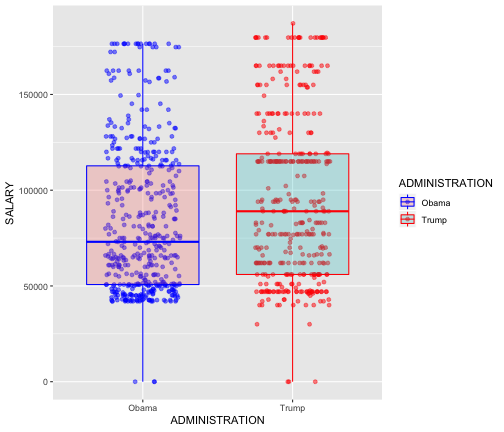 150000
100000
50000
0
SALARY
Obama
Trump
ADMINISTRATION
ADMINISTRATION
Obama
Trump